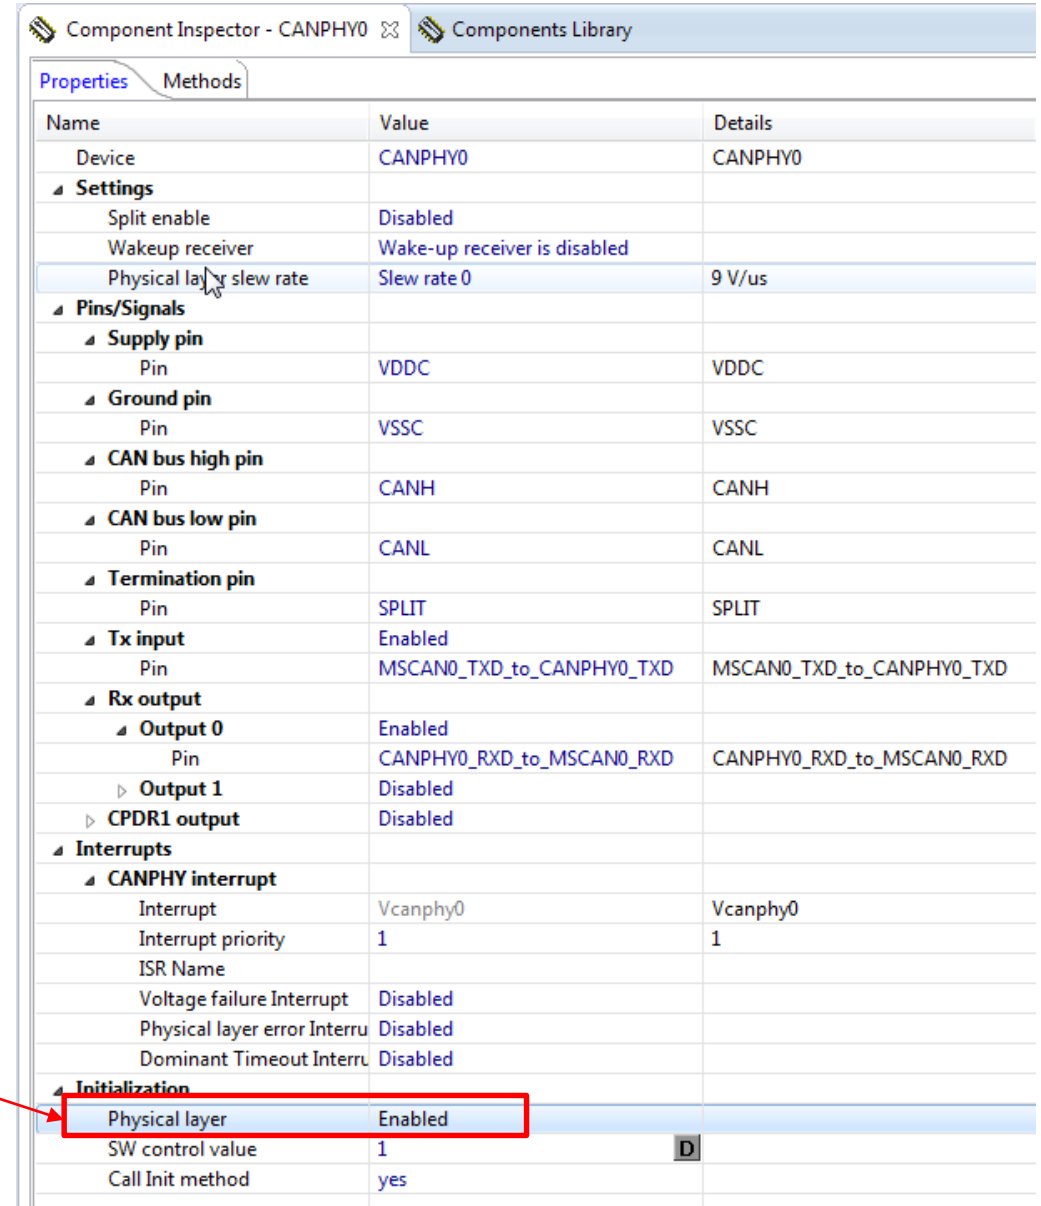 Component Inspector - CANPHY0 Components Library
Properties Methods
Name Value Details
Device CANPHY0 CANPHY0
Settings
Split enable Disabled
Wakeup receiver Wake-up receiver is disabled
Physical layer slew rate Slew rate 0 9 V/us
Pins/Signals
Supply pin
Pin VDDC VDDC
Ground pin
Pin VSSC VSSC
CAN bus high pin
Pin CANH CANH
CAN bus low pin
Pin CANL CANL
Termination pin
Pin SPLIT SPLIT
Tx input Enabled
Pin MSCAN0_TXD_to_CANPHY0_TXD MSCAN0_TXD_to_CANPHY0_TXD
Rx output
Output 0 Enabled
Pin CANPHY0_RXD_to_MSCAN0_RXD CANPHY0_RXD_to_MSCAN0_RXD
Output 1 Disabled
CPDR1 output Disabled
Interrupts
CANPHY interrupt
Interrupt Vcanphy0 Vcanphy0
Interrupt priority 1 1
ISR Name
Voltage failure Interrupt Disabled
Physical layer error Interru Disabled
Dominant Timeout Interru Disabled
Initialization
Physical layer Enabled
SW control value 1 D
Call Init method yes